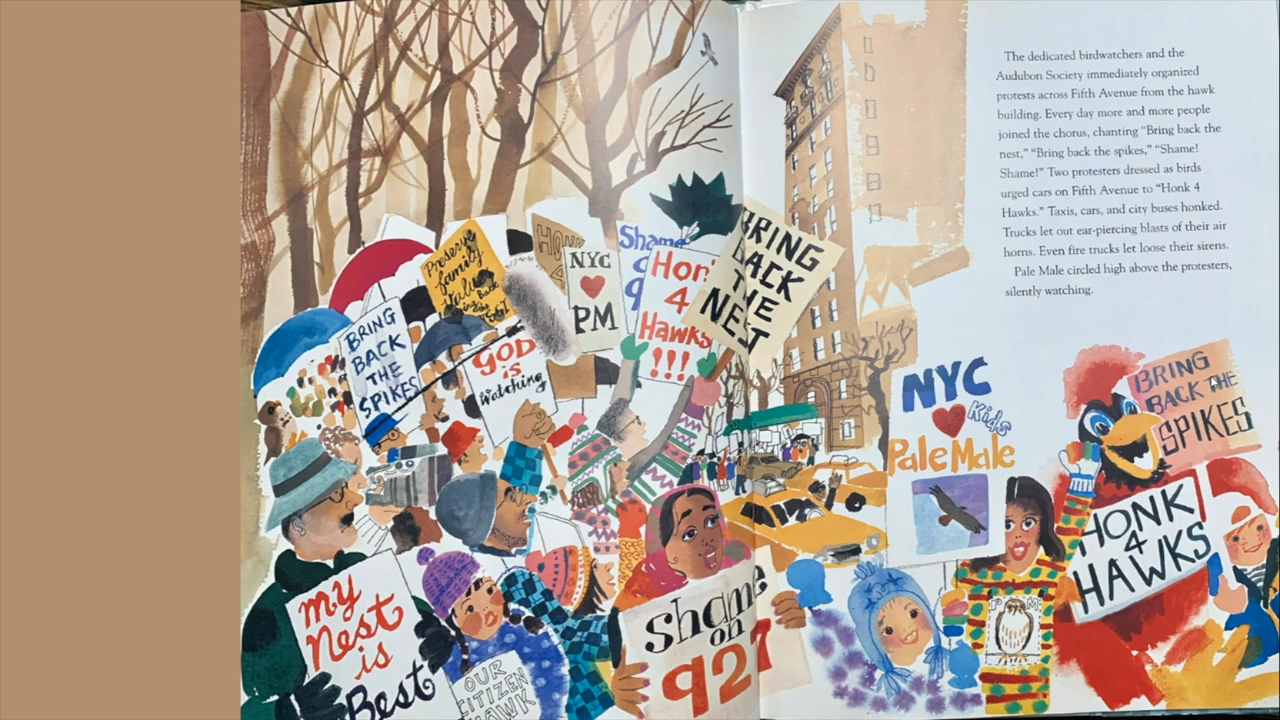 The dedicated birdwatchers and the
Audubon Society immediately organized
protests across Fifth Avenue from the hawk
building. Every day more and more people
joined the chorus, chanting “Bring back the
nest,” “Bring back the spikes,” “Shame!
Shame!” Two protesters dressed as birds
urged cars on Fifth Avenue to “Honk 4
Hawks.” Taxis, cars, and city buses honked.
Trucks let out ear-piercing blasts of their air
horns. Even fire trucks let loose their sirens.
Pale Male circled high above the protesters,
silently watching.
Preserve
family
BRING
BACK
THE
SPIKES
GOD
is
Watching
NYC
PM
Shame
4
Hawks
!!!
BRING
BACK
THE
NEST
NYC
Kids
Pale Male
BRING
BACK THE
SPIKES
HONK
4
HAWKS
P M
my
Nest
is
Best
OUR
CITIZEN
HAWK
Shame
on
927